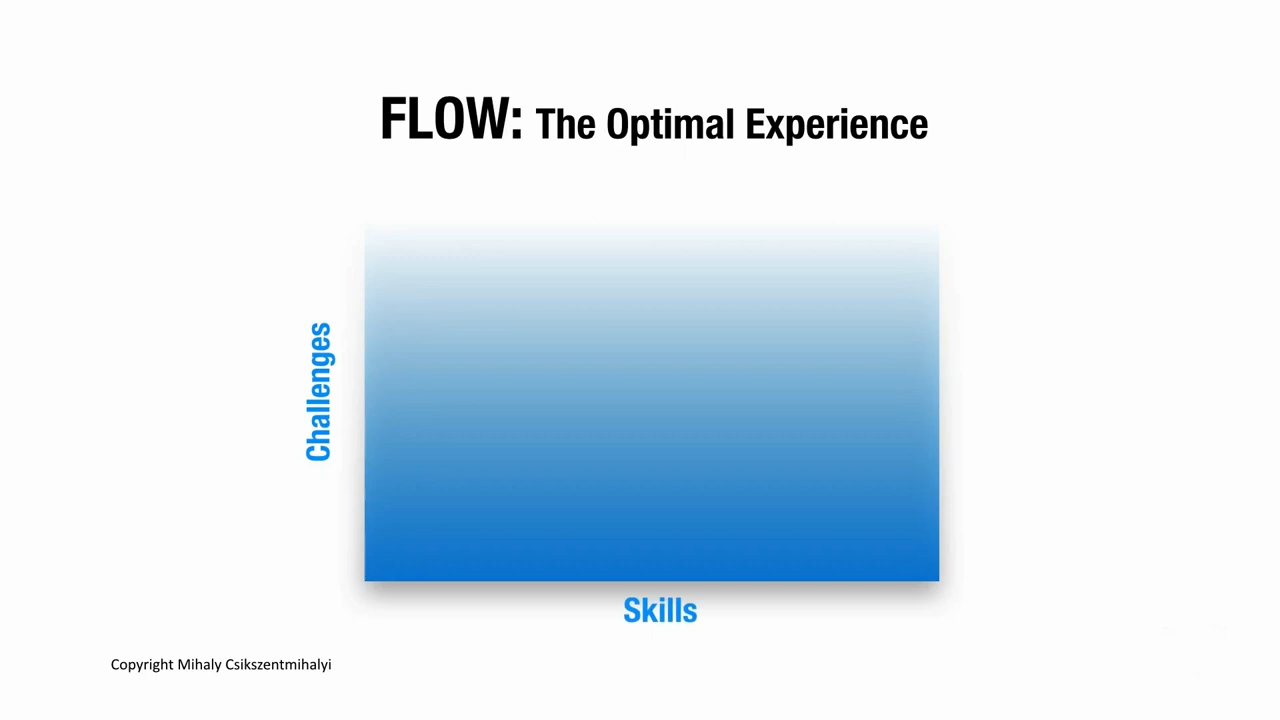 FLOW: The Optimal Experience
Challenges
Skills
Copyright Mihaly Csikszentmihalyi